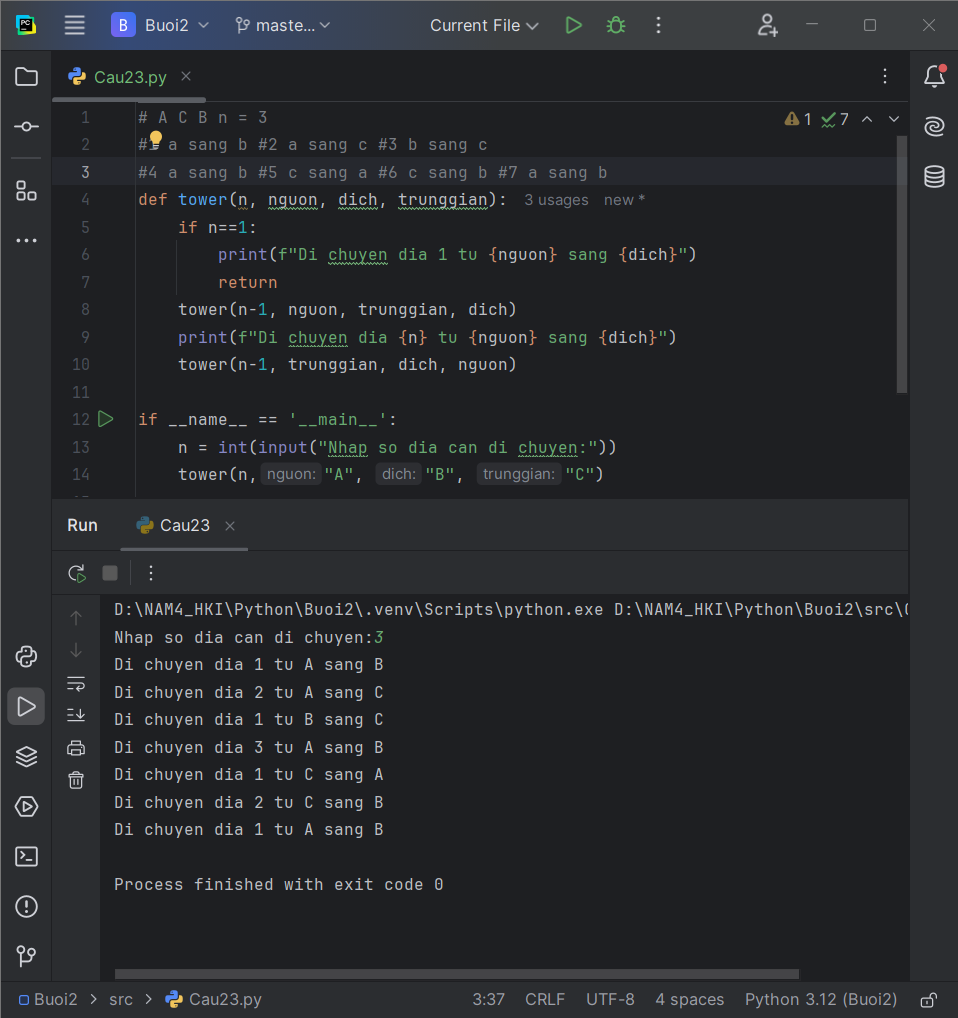 PC B Buoi2 maste... Current File
Cau23.py
1 # A C B n = 3
2 #1 a sang b #2 a sang c #3 b sang c
3 #4 a sang b #5 c sang a #6 c sang b #7 a sang b
4 def tower(n, nguon, dich, trunggian): 3 usages new *
5 if n==1:
6 print(f"Di chuyen dia 1 tu {nguon} sang {dich}")
7 return
8 tower(n-1, nguon, trunggian, dich)
9 print(f"Di chuyen dia {n} tu {nguon} sang {dich}")
10 tower(n-1, trunggian, dich, nguon)
11
12 if __name__ == '__main__':
13 n = int(input("Nhap so dia can di chuyen:"))
14 tower(n, nguon: "A", dich: "B", trunggian: "C")
1 7
Run Cau23
D:\NAM4_HKI\Python\Buoi2\.venv\Scripts\python.exe D:\NAM4_HKI\Python\Buoi2\src\
Nhap so dia can di chuyen:3
Di chuyen dia 1 tu A sang B
Di chuyen dia 2 tu A sang C
Di chuyen dia 1 tu B sang C
Di chuyen dia 3 tu A sang B
Di chuyen dia 1 tu C sang A
Di chuyen dia 2 tu C sang B
Di chuyen dia 1 tu A sang B
Process finished with exit code 0
Buoi2 > src > Cau23.py 3:37 CRLF UTF-8 4 spaces Python 3.12 (Buoi2)